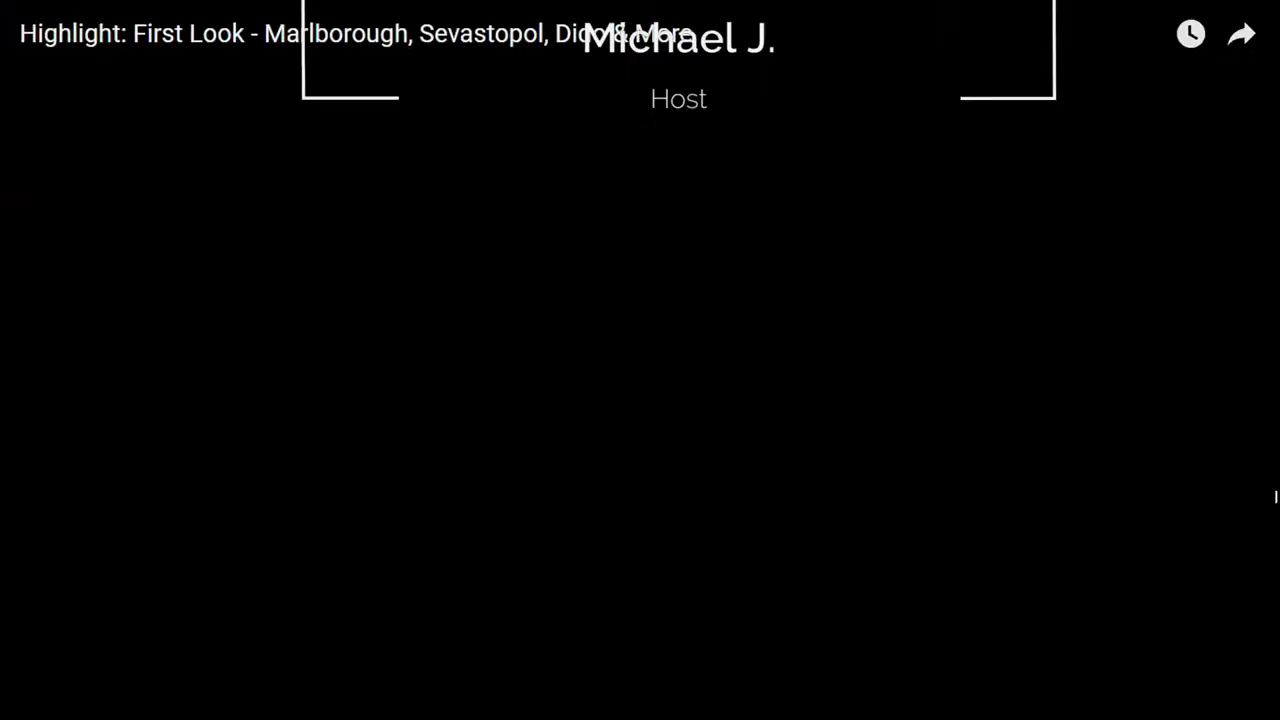 Highlight: First Look - Marlborough, Sevastopol, Dido & More
Michael J.
Host